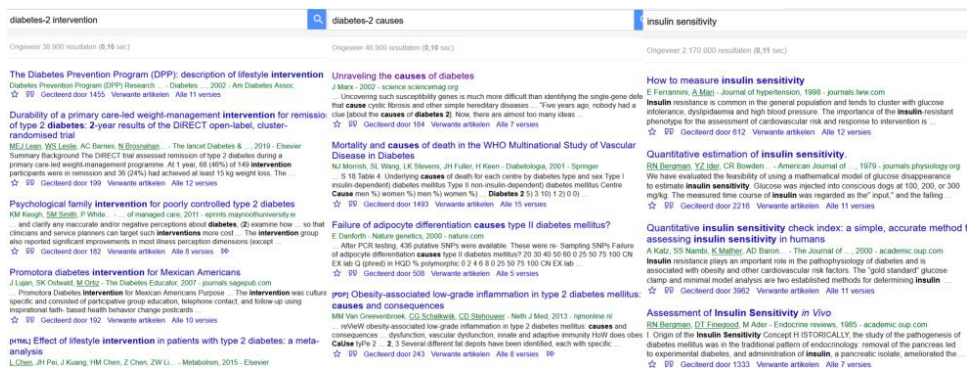 diabetes-2 intervention
Ongeveer 38 900 resultaten (0,16 sec)
The Diabetes Prevention Program (DPP): description of lifestyle intervention
Diabetes Prevention Program (DPP) Research ... - Diabetes ..., 2002 - Am Diabetes Assoc
Geciteerd door 1455 Verwante artikelen Alle 11 versies
Durability of a primary care-led weight-management intervention for remission
of type 2 diabetes: 2-year results of the DiRECT open-label, cluster-
randomised trial
MEJ Lean, WS Leslie, AC Barnes, N Brosnahan... - The lancet Diabetes & ..., 2019 - Elsevier
Summary Background The DiRECT trial assessed remission of type 2 diabetes during a
primary care-led weight-management programme. At 1 year, 68 (46%) of 149 intervention
participants were in remission and 36 (24%) had achieved at least 15 kg weight loss. The ...
Geciteerd door 199 Verwante artikelen Alle 12 versies
Psychological family intervention for poorly controlled type 2 diabetes
KM Keogh, SM Smith, P White... - ... of managed care, 2011 - eprints.maynoothuniversity.ie
... and clarify any inaccurate and/or negative perceptions about diabetes, (2) examine how ... so that
clinicians and service planners can target such interventions more cost ... The intervention group
also reported significant improvements in most illness perception dimensions (except ...
Geciteerd door 182 Verwante artikelen Alle 8 versies
Promotora diabetes intervention for Mexican Americans
J Lujan, SK Ostwald, M Ortiz - The Diabetes Educator, 2007 - journals.sagepub.com
... Promotora Diabetes Intervention for Mexican Americans Purpose ... The intervention was culture
specific and consisted of participative group education, telephone contact, and follow-up using
inspirational faith- based health behavior change postcards ...
Geciteerd door 192 Verwante artikelen Alle 10 versies
[HTML] Effect of lifestyle intervention in patients with type 2 diabetes: a meta-
analysis
L Chen, JH Pei, J Kuang, HM Chen, Z Chen, ZW Li... - Metabolism, 2015 - Elsevier
diabetes-2 causes
Ongeveer 46 900 resultaten (0,10 sec)
Unraveling the causes of diabetes
J Marx - 2002 - science.sciencemag.org
... Uncovering such susceptibility genes is much more difficult than identifying the single-gene defe
that cause cystic fibrosis and other simple hereditary diseases ... "Five years ago, nobody had a
clue [about the causes of diabetes 2]. Now, there are almost too many ideas ...
Geciteerd door 184 Verwante artikelen Alle 7 versies
Mortality and causes of death in the WHO Multinational Study of Vascular
Disease in Diabetes
NJ Morrish, SL Wang, LK Stevens, JH Fuller, H Keen - Diabetologia, 2001 - Springer
... S 18 Table 4. Underlying causes of death for each centre by diabetes type and sex Type I
insulin-dependent) diabetes mellitus Type II non-insulin-dependent) diabetes mellitus Centre
Cause men %) women %) men %) women %) ... Diabetes 2 5) 3 10) 1 2) 0 0) ...
Geciteerd door 1493 Verwante artikelen Alle 15 versies
Failure of adipocyte differentiation causes type II diabetes mellitus?
E Danforth - Nature genetics, 2000 - nature.com
... After PCR testing, 436 putative SNPs were available. These were re- Sampling SNPs Failure
of adipocyte differentiation causes type II diabetes mellitus? 20 30 40 50 60 0 25 50 75 100 CN
EX lab G (phred) in HQD % polymorphic 0 2 4 6 8 0 25 50 75 100 CN EX lab ...
Geciteerd door 508 Verwante artikelen Alle 5 versies
[PDF] Obesity-associated low-grade inflammation in type 2 diabetes mellitus:
causes and consequences
MM Van Greevenbroek, CG Schalkwijk, CD Stehouwer - Neth J Med, 2013 - njmonline.nl
... reVieW obesity-associated low-grade inflammation in type 2 diabetes mellitus: causes and
consequences ... dysfunction, vascular dysfunction, innate and adaptive immunity HoW does obes
CaUse tyPe 2 ... 2, 3 Several different fat depots have been identified, each with specific ...
Geciteerd door 243 Verwante artikelen Alle 8 versies
insulin sensitivity
Ongeveer 2 170 000 resultaten (0,11 sec)
How to measure insulin sensitivity
E Ferrannini, A Mari - Journal of hypertension, 1998 - journals.lww.com
Insulin resistance is common in the general population and tends to cluster with glucose
intolerance, dyslipidaemia and high blood pressure. The importance of the insulin-resistant
phenotype for the assessment of cardiovascular risk and response to intervention is ...
Geciteerd door 612 Verwante artikelen Alle 12 versies
Quantitative estimation of insulin sensitivity.
RN Bergman, YZ Ider, CR Bowden... - American Journal of ..., 1979 - journals.physiology.org
We have evaluated the feasibility of using a mathematical model of glucose disappearance
to estimate insulin sensitivity. Glucose was injected into conscious dogs at 100, 200, or 300
mg/kg. The measured time course of insulin was regarded as the" input," and the falling ...
Geciteerd door 2216 Verwante artikelen Alle 11 versies
Quantitative insulin sensitivity check index: a simple, accurate method f
assessing insulin sensitivity in humans
A Katz, SS Nambi, K Mather, AD Baron... - The Journal of ..., 2000 - academic.oup.com
Insulin resistance plays an important role in the pathophysiology of diabetes and is
associated with obesity and other cardiovascular risk factors. The "gold standard" glucose
clamp and minimal model analysis are two established methods for determining insulin ...
Geciteerd door 3962 Verwante artikelen Alle 11 versies
Assessment of Insulin Sensitivity in Vivo
RN Bergman, DT Finegood, M Ader - Endocrine reviews, 1985 - academic.oup.com
I. Origin of the Insulin Sensitivity Concept HISTORICALLY, the study of the pathogenesis of
diabetes mellitus was in the traditional pattern of endocrinology: removal of the pancreas led
to experimental diabetes, and administration of insulin, a pancreatic isolate, ameliorated the ...
Geciteerd door 1333 Verwante artikelen Alle 7 versies